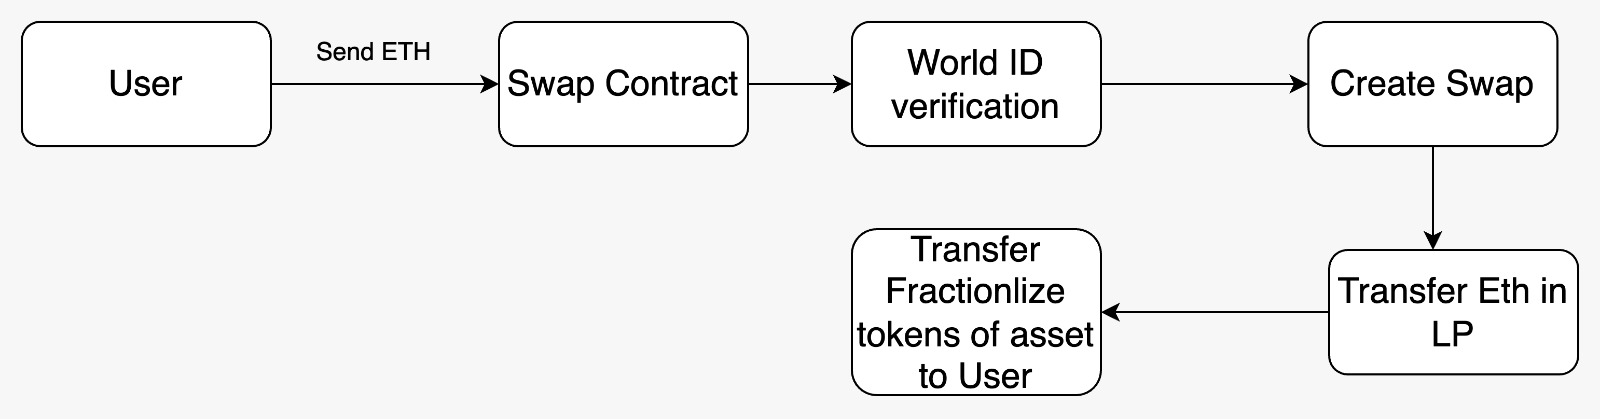 User
Send ETH
Swap Contract
World ID
verification
Create Swap
Transfer
Fractionlize
tokens of asset
to User
Transfer Eth in
LP